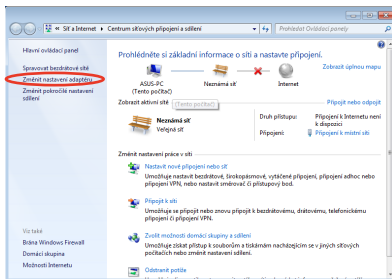 Síť a Internet ▸ Centrum síťových připojení a sdílení
Prohledat Ovládací panely
Hlavní ovládací panel
Spravovat bezdrátové sítě
Změnit nastavení adaptéru
Změnit pokročilé nastavení
sdílení
Viz také
Brána Windows Firewall
Domácí skupina
Možnosti Internetu
Prohlédněte si základní informace o síti a nastavte připojení.
Zobrazit úplnou mapu
ASUS-PC
(Tento počítač)
Neznámá síť
Internet
Zobrazit aktivní sítě
(Tento počítač)
Připojit nebo odpojit
Neznámá síť
Veřejná síť
Druh přístupu:
Připojení k Internetu není
k dispozici
Připojení:
Připojení k místní síti
Změnit nastavení práce v síti
Nastavit nové připojení nebo síť
Umožňuje nastavit bezdrátové, širokopásmové, vytáčené připojení, připojení adhoc nebo
připojení VPN, nebo nastavit směrovač či přístupový bod.
Připojit k síti
Umožňuje se připojit nebo znovu připojit k bezdrátovému, drátovému, telefonickému
připojení či připojení k síti VPN.
Zvolit možnosti domácí skupiny a sdílení
Umožňuje získat přístup k souborům a tiskárnám nacházejícím se v jiných síťových
počítačích nebo změnit nastavení sdílení.
Odstranit potíže